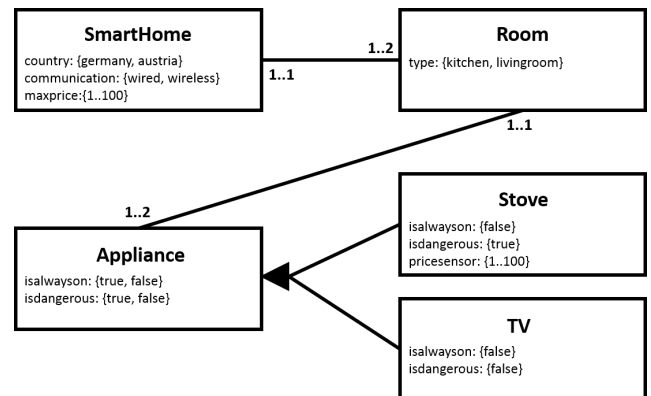 SmartHome
country: {germany, austria}
communication: {wired, wireless}
maxprice:{1..100}
1..1
1..2
Room
type: {kitchen, livingroom}
1..1
1..2
Appliance
isalwayson: {true, false}
isdangerous: {true, false}
Stove
isalwayson: {false}
isdangerous: {true}
pricesensor: {1..100}
TV
isalwayson: {false}
isdangerous: {false}